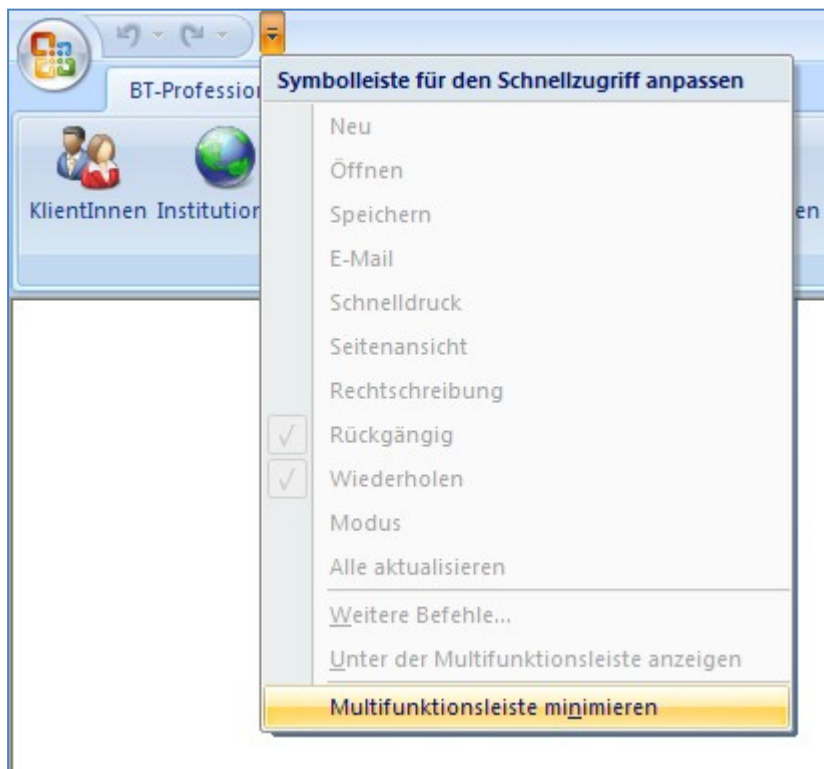 Symbolleiste für den Schnellzugriff anpassen
BT-Professio
Neu
Öffnen
KlientInnen Institution
en
Speichern
E-Mail
Schnelldruck
Seitenansicht
Rechtschreibung
Rückgängig
Wiederholen
Modus
Alle aktualisieren
Weitere Befehle...
Unter der Multifunktionsleiste anzeigen
Multifunktionsleiste minimieren